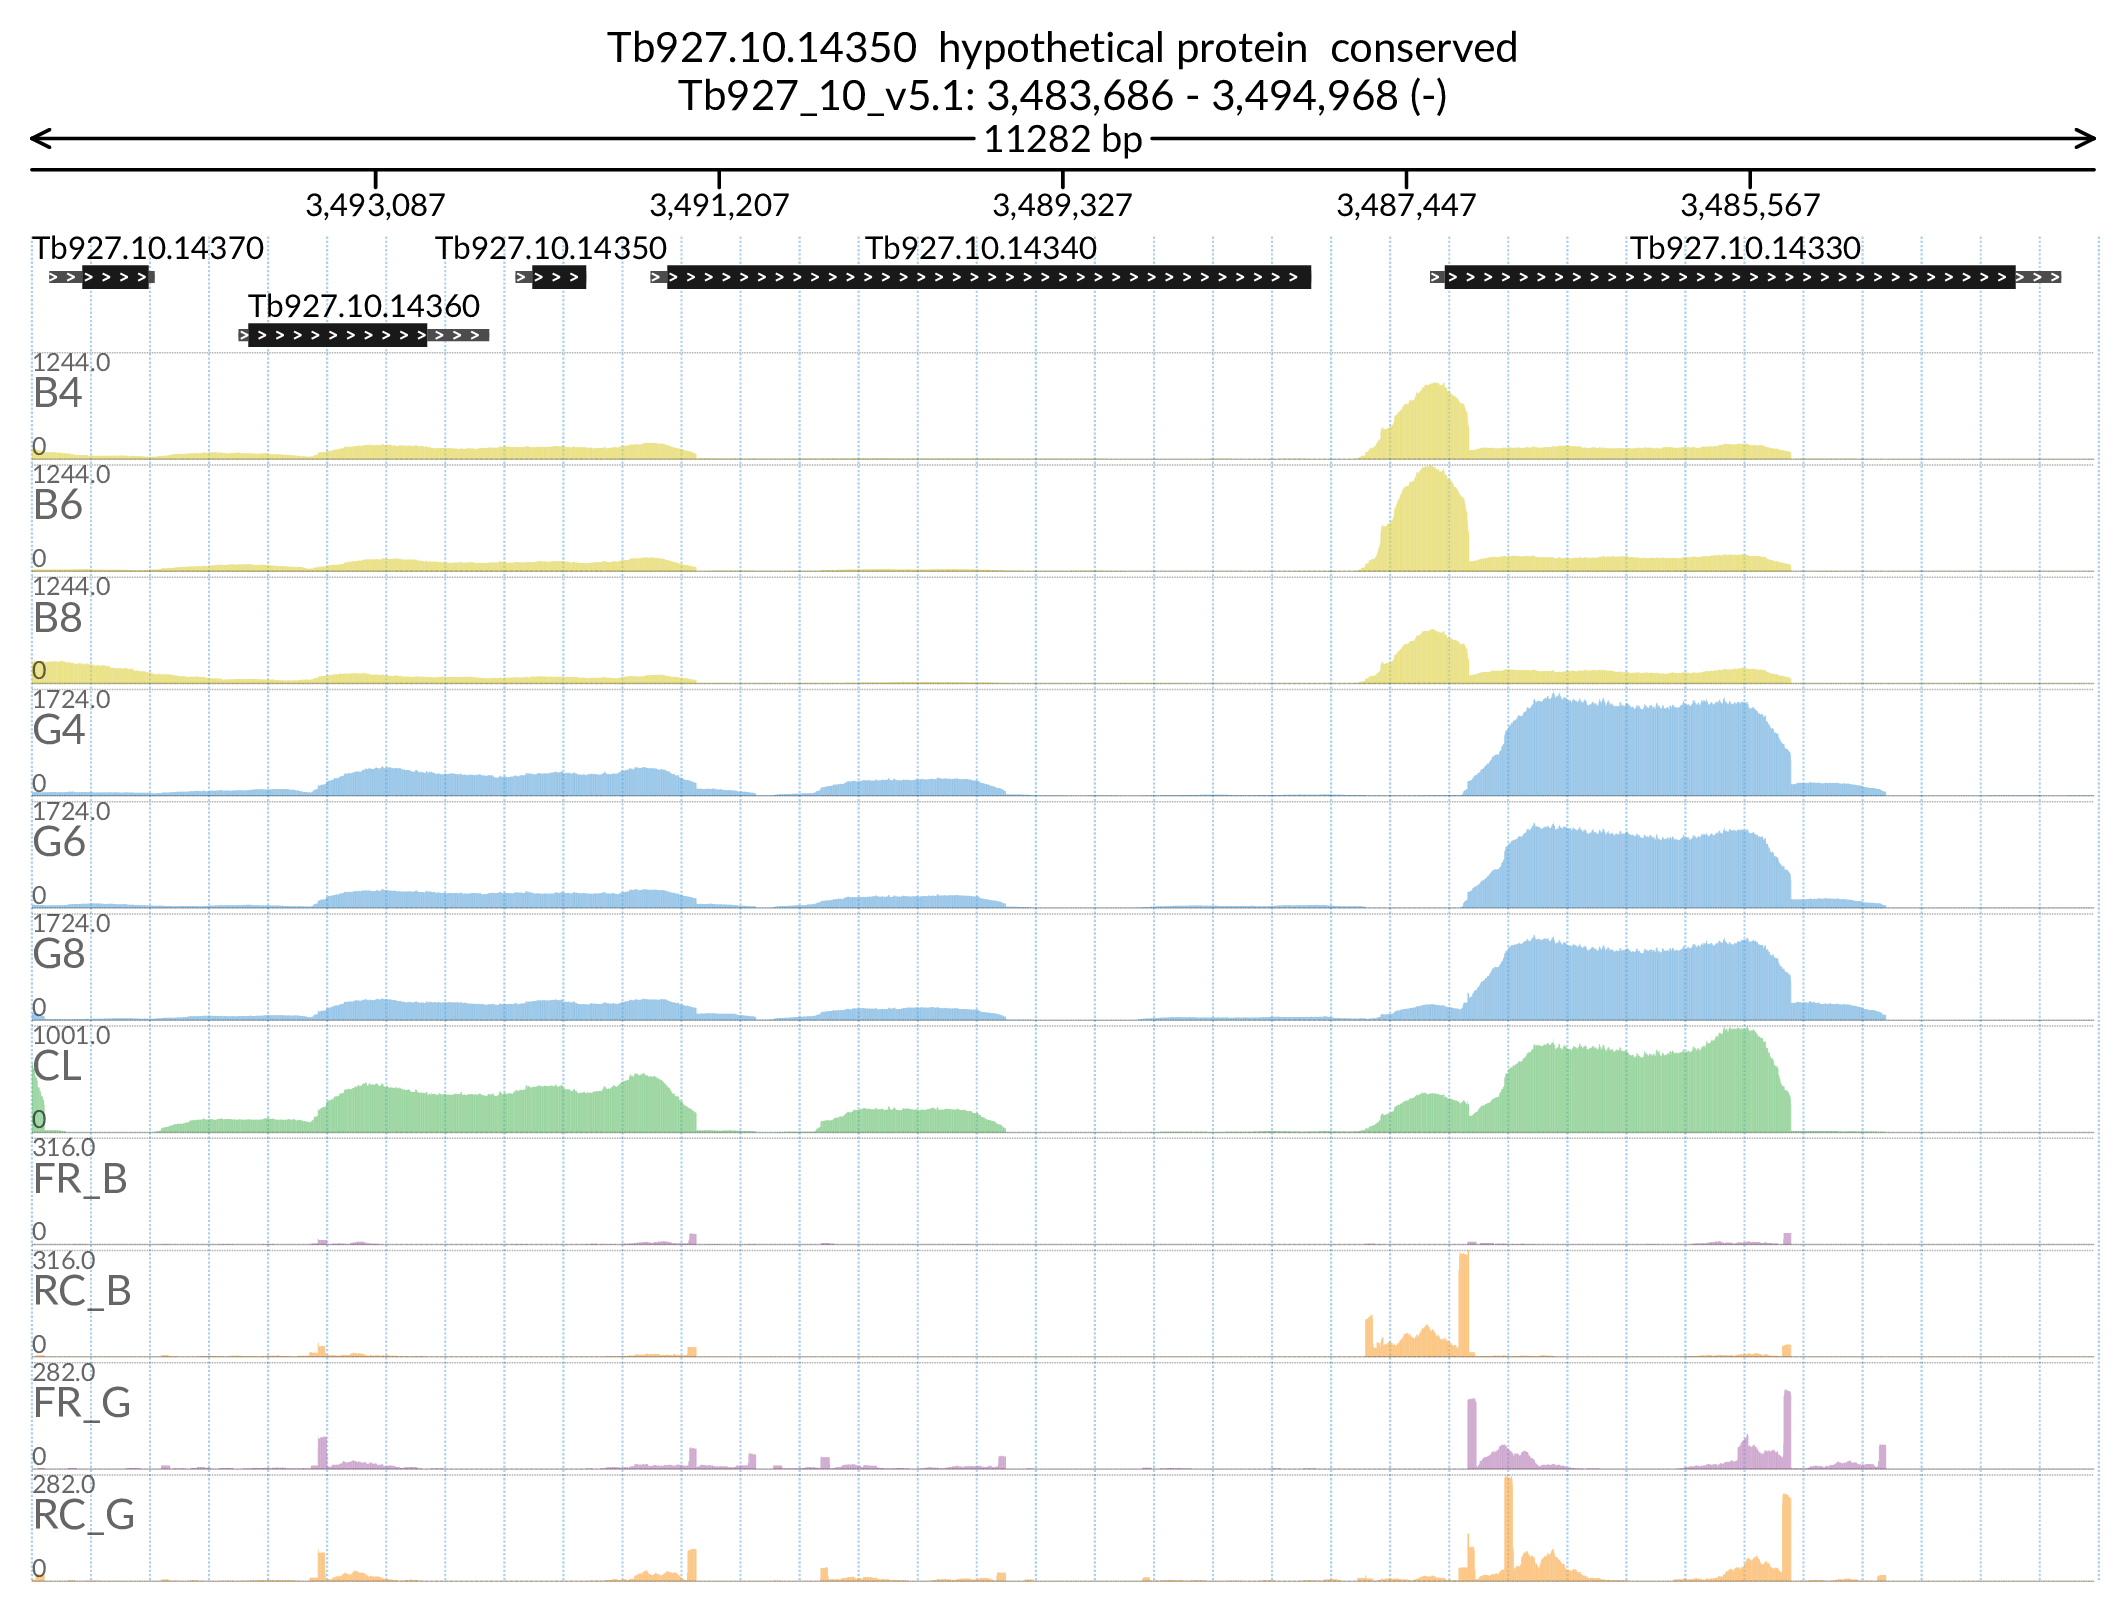 Tb927.10.14350  hypothetical protein  conserved
Tb927_10_v5.1: 3,483,686 - 3,494,968 (-)
11282 bp
3,493,087 3,491,207 3,489,327 3,487,447 3,485,567
Tb927.10.14370 Tb927.10.14350 Tb927.10.14340 Tb927.10.14330
Tb927.10.14360
1244.0
B4
0
1244.0
B6
0
1244.0
B8
0
1724.0
G4
0
1724.0
G6
0
1724.0
G8
0
1001.0
CL
0
316.0
FR_B
0
316.0
RC_B
0
282.0
FR_G
0
282.0
RC_G
0